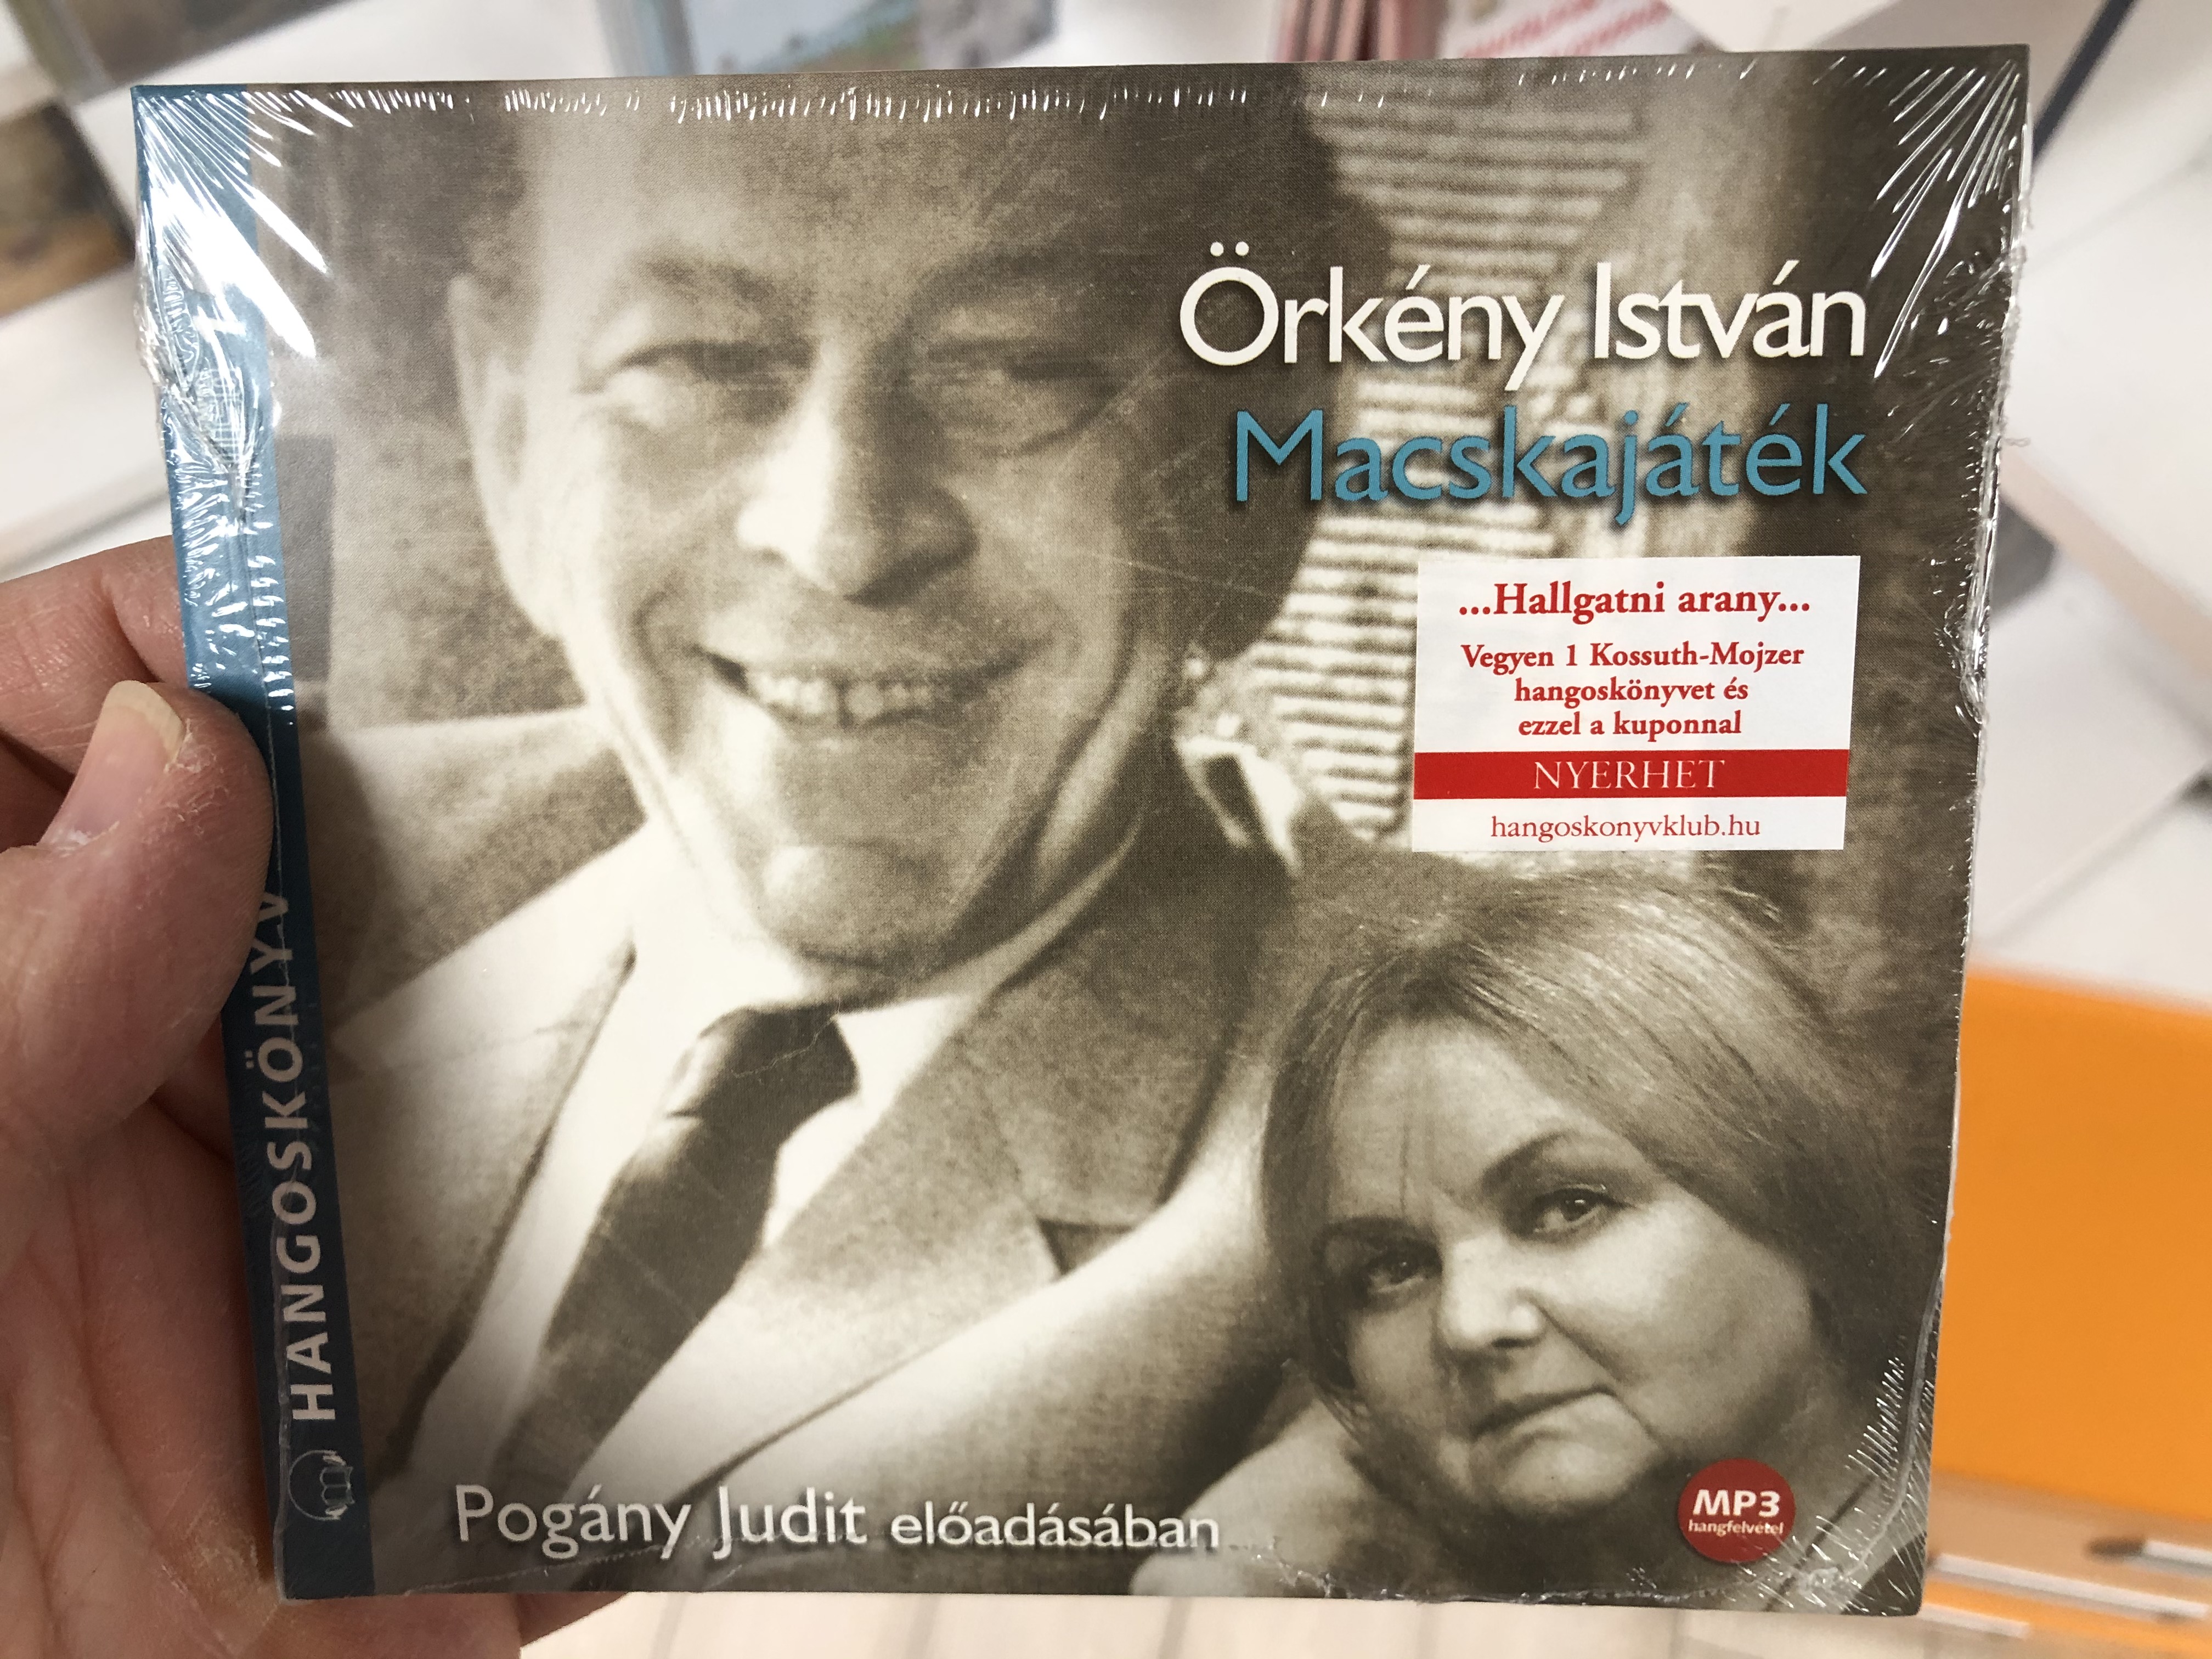 Örkény István
Macskajáték
...Hallgatni arany...
Vegyen 1 Kossuth-Mojzer
hangoskönyvet és
ezzel a kuponnal
NYERHET
hangoskonyvklub.hu
HANGOSKÖNYV
Pogány Judit előadásában
MP3
hangfelvétel